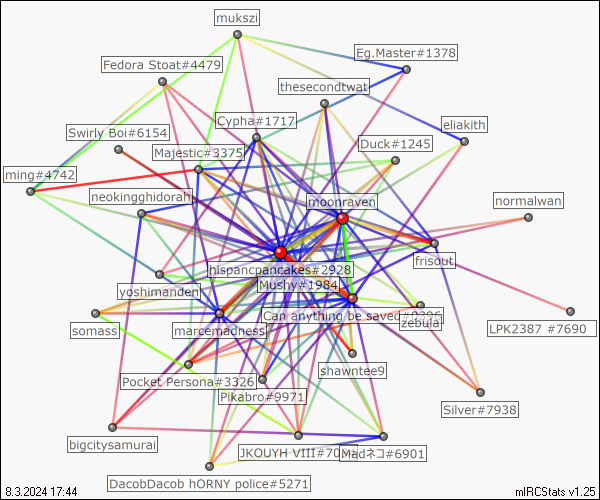 mukszi
Eg.Master#1378
Fedora Stoat#4479
thesecondtwat
Cypha#1717
eliakith
Swirly Boi#6154
Duck#1245
Majestic#3375
ming#4742
neokingghidorah
normalwan
moonraven
frisout
hispancpancakes#2928
Mushy#1984
yoshimanden
Can anything be saved
zebula
somass
marcemadness
LPK2387 #7690
shawntee9
Pocket Persona#3326
Pikabro#9971
Silver#7938
bigcitysamurai
JKOUYH VIII#70
Madネコ#6901
DacobDacob hORNY police#5271
8.3.2024 17:44
mIRCStats v1.25